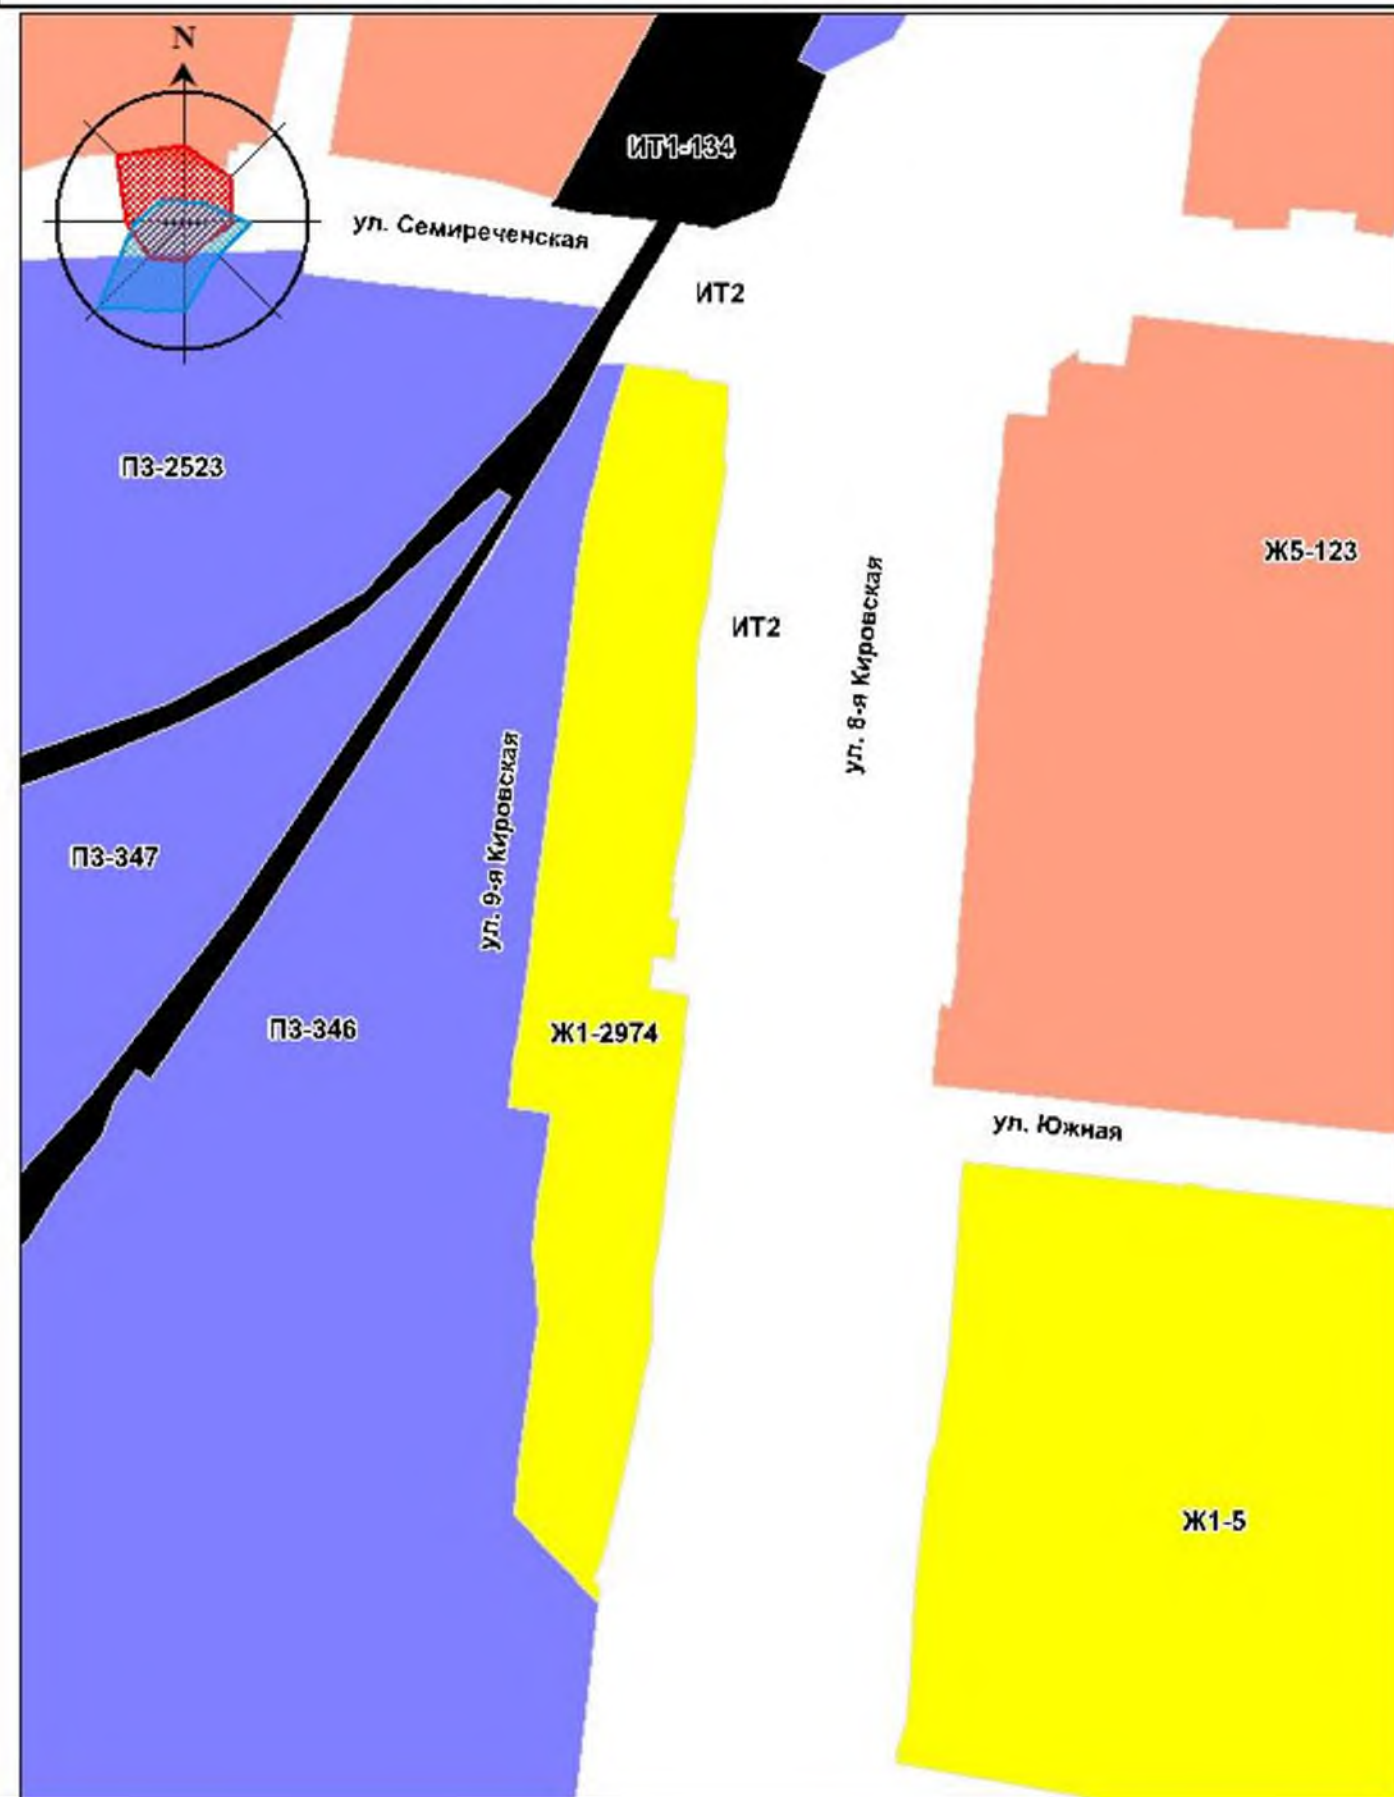 N
ИТ1-134
ул. Семиреченская
ИТ2
П3-2523
Ж5-123
ИТ2
ул. 8-я Кировская
ул. 9-я Кировская
П3-347
П3-346
Ж1-2974
ул. Южная
Ж1-5